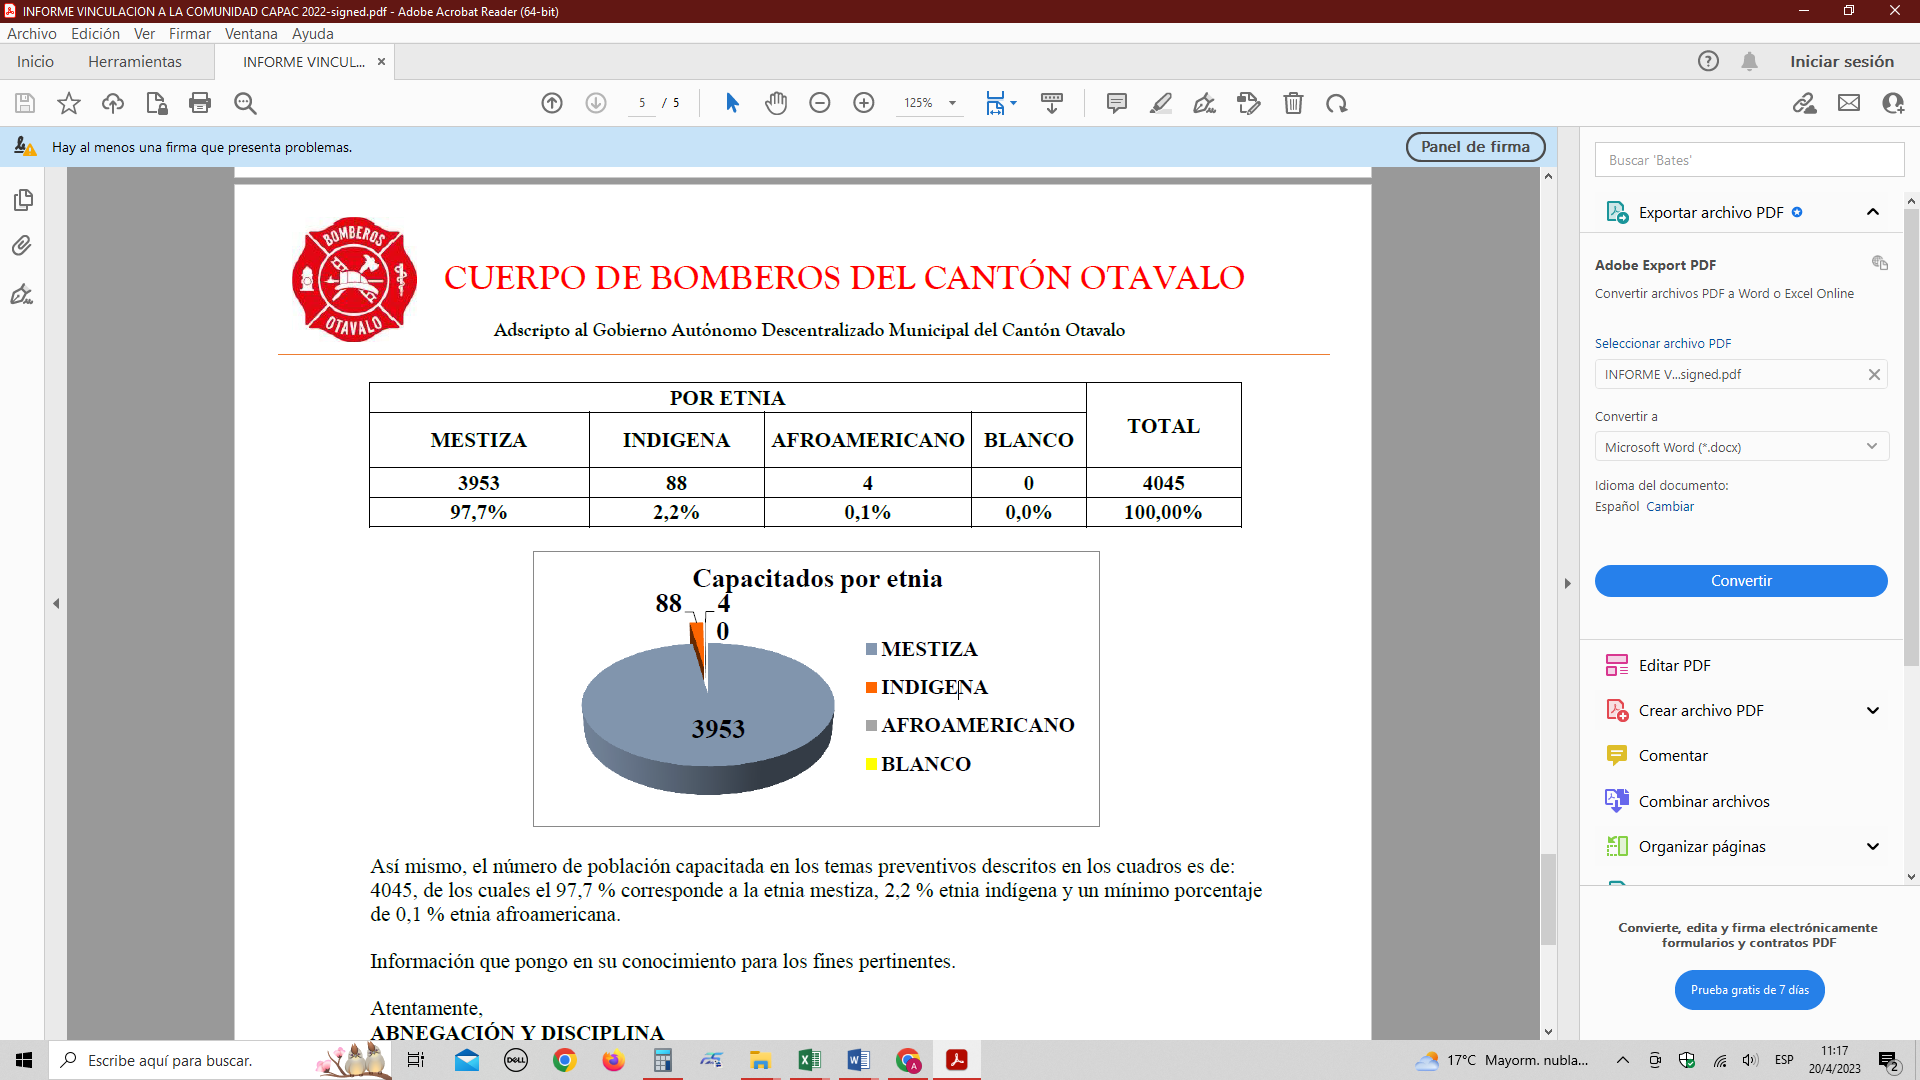 INFORME VINCULACION A LA COMUNIDAD CAPAC 2022-signed.pdf - Adobe Acrobat Reader (64-bit)
Archivo Edición Ver Firmar Ventana Ayuda
Inicio Herramientas INFORME VINCUL... Iniciar sesión
5 / 5 125%
Hay al menos una firma que presenta problemas. Panel de firma
BOMBEROS
OTAVALO
CUERPO DE BOMBEROS DEL CANTÓN OTAVALO
Adscripto al Gobierno Autónomo Descentralizado Municipal del Cantón Otavalo
POR ETNIA TOTAL
MESTIZA INDIGENA AFROAMERICANO BLANCO
3953 88 4 0 4045
97,7% 2,2% 0,1% 0,0% 100,00%
Capacitados por etnia
88 4
0
3953
MESTIZA
INDIGENA
AFROAMERICANO
BLANCO
Así mismo, el número de población capacitada en los temas preventivos descritos en los cuadros es de:
4045, de los cuales el 97,7 % corresponde a la etnia mestiza, 2,2 % etnia indígena y un mínimo porcentaje
de 0,1 % etnia afroamericana.
Información que pongo en su conocimiento para los fines pertinentes.
Atentamente,
ABNEGACIÓN Y DISCIPLINA
Buscar 'Bates'
Exportar archivo PDF
Adobe Export PDF
Convertir archivos PDF a Word o Excel Online
Seleccionar archivo PDF
INFORME V...signed.pdf
Convertir a
Microsoft Word (*.docx)
Idioma del documento:
Español Cambiar
Convertir
Editar PDF
Crear archivo PDF
Comentar
Combinar archivos
Organizar páginas
Convierte, edita y firma electrónicamente
formularios y contratos PDF
Prueba gratis de 7 días
Escribe aquí para buscar.
DELL
A
17°C Mayorm. nubla...
ESP
11:17
20/4/2023
2